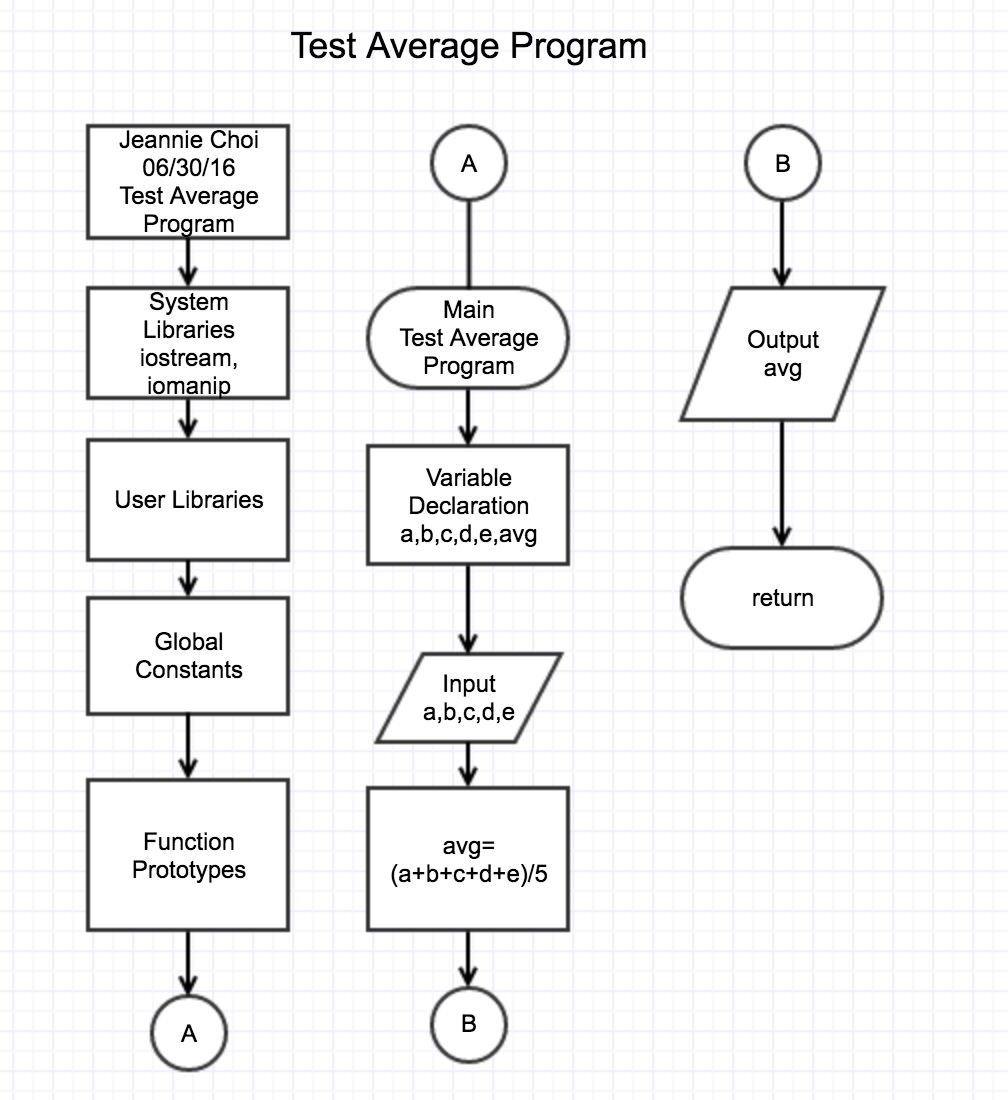 Test Average Program
Jeannie Choi
06/30/16
Test Average
Program
System
Libraries
iostream,
iomanip
User Libraries
Global
Constants
Function
Prototypes
A
A
Main
Test Average
Program
Variable
Declaration
a,b,c,d,e,avg
Input
a,b,c,d,e
avg=
(a+b+c+d+e)/5
B
B
Output
avg
return